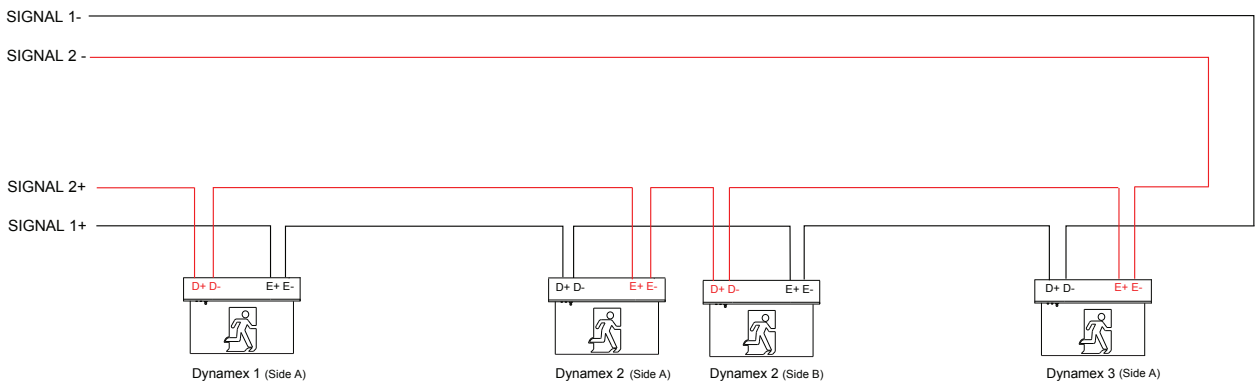 SIGNAL 1-
SIGNAL 2 -
SIGNAL 2+
SIGNAL 1+
D+ D- E+ E- D+ D- E+ E- D+ D- E+ E- D+ D- E+ E-
Dynamex 1 (Side A) Dynamex 2 (Side A) Dynamex 2 (Side B) Dynamex 3 (Side A)